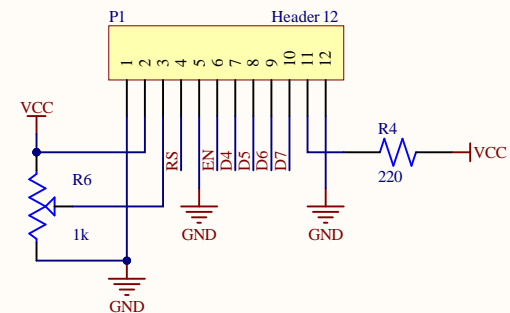 P1 Header 12
1 2 3 4 5 6 7 8 9 10 11 12
VCC
RS EN D4 D5 D6 D7
R4
VCC
220
R6
1k
GND GND
GND